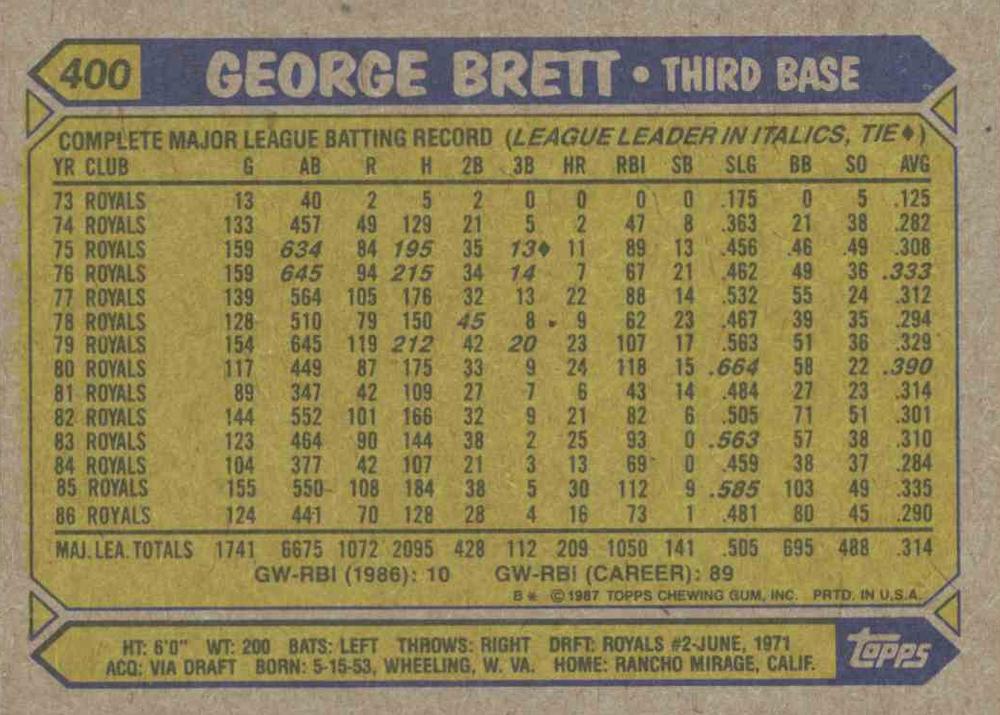 400 GEORGE BRETT • THIRD BASE
COMPLETE MAJOR LEAGUE BATTING RECORD (LEAGUE LEADER IN ITALICS, TIE♦)
YR CLUB G AB R H 2B 3B HR RBI SB SLG BB SO AVG
73 ROYALS 13 40 2 5 2 0 0 0 0 .175 0 5 .125
74 ROYALS 133 457 49 129 21 5 2 47 8 .363 21 38 .282
75 ROYALS 159 634 84 195 35 13♦ 11 89 13 .456 46 49 .308
76 ROYALS 159 645 94 215 34 14 7 67 21 .462 49 36 .333
77 ROYALS 139 564 105 176 32 13 22 88 14 .532 55 24 .312
78 ROYALS 128 510 79 150 45 8 9 62 23 .467 39 35 .294
79 ROYALS 154 645 119 212 42 20 23 107 17 .563 51 36 .329
80 ROYALS 117 449 87 175 33 9 24 118 15 .664 58 22 .390
81 ROYALS 89 347 42 109 27 7 6 43 14 .484 27 23 .314
82 ROYALS 144 552 101 166 32 9 21 82 6 .505 71 51 .301
83 ROYALS 123 464 90 144 38 2 25 93 0 .563 57 38 .310
84 ROYALS 104 377 42 107 21 3 13 69 0 .459 38 37 .284
85 ROYALS 155 550 108 184 38 5 30 112 9 .585 103 49 .335
86 ROYALS 124 441 70 128 28 4 16 73 1 .481 80 45 .290
MAJ. LEA. TOTALS 1741 6675 1072 2095 428 112 209 1050 141 .505 695 488 .314
GW-RBI (1986): 10 GW-RBI (CAREER): 89
B* ©1987 TOPPS CHEWING GUM, INC. PRTD. IN U.S.A.
HT: 6'0" WT: 200 BATS: LEFT THROWS: RIGHT DRFT: ROYALS #2-JUNE, 1971
ACQ: VIA DRAFT BORN: 5-15-53, WHEELING, W. VA. HOME: RANCHO MIRAGE, CALIF.
topps